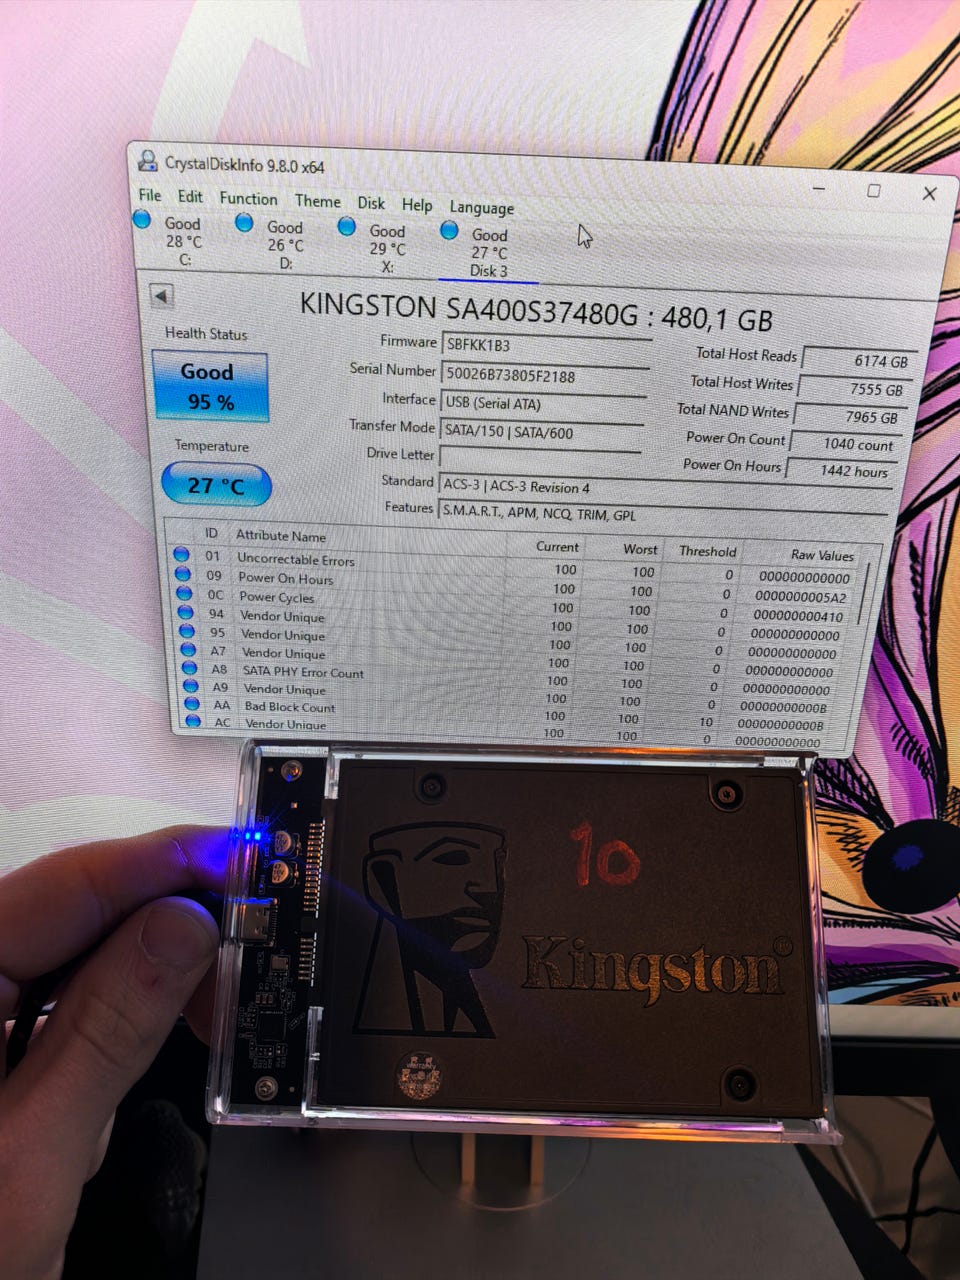 CrystalDiskInfo 9.8.0 x64
File Edit Function Theme Disk Help Language
Good Good Good Good
28 °C 26 °C 29 °C 27 °C
C: D: X: Disk 3
KINGSTON SA400S37480G : 480,1 GB
Health Status
Good
95 %
Temperature
27 °C
Firmware SBFKK1B3
Serial Number 50026B73805F2188
Interface USB (Serial ATA)
Transfer Mode SATA/150 | SATA/600
Drive Letter
Standard ACS-3 | ACS-3 Revision 4
Features S.M.A.R.T., APM, NCQ, TRIM, GPL
Total Host Reads 6174 GB
Total Host Writes 7555 GB
Total NAND Writes 7965 GB
Power On Count 1040 count
Power On Hours 1442 hours
ID Attribute Name Current Worst Threshold Raw Values
01 Uncorrectable Errors 100 100 0 000000000000
09 Power On Hours 100 100 0 0000000005A2
0C Power Cycles 100 100 0 000000000410
94 Vendor Unique 100 100 0 000000000000
95 Vendor Unique 100 100 0 000000000000
A7 Vendor Unique 100 100 0 000000000000
A8 SATA PHY Error Count 100 100 0 000000000000
A9 Vendor Unique 100 100 0 00000000000B
AA Bad Block Count 100 100 10 00000000000B
AC Vendor Unique 100 100 0 000000000000
10
Kingston®